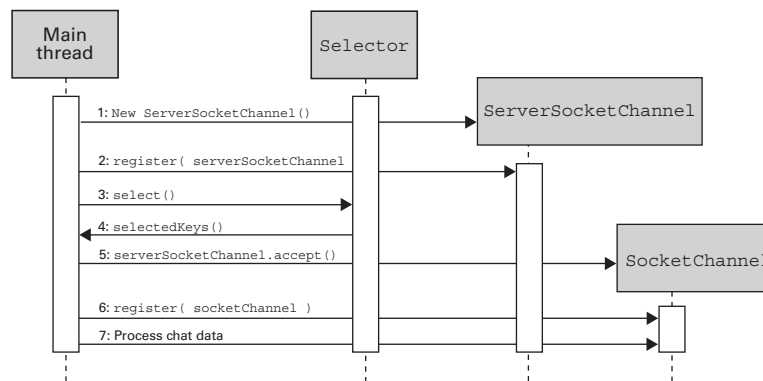 Main
thread
Selector
ServerSocketChannel
1: New ServerSocketChannel()
2: register( serverSocketChannel
3: select()
4: selectedKeys()
5: serverSocketChannel.accept()
SocketChannel
6: register( socketChannel )
7: Process chat data